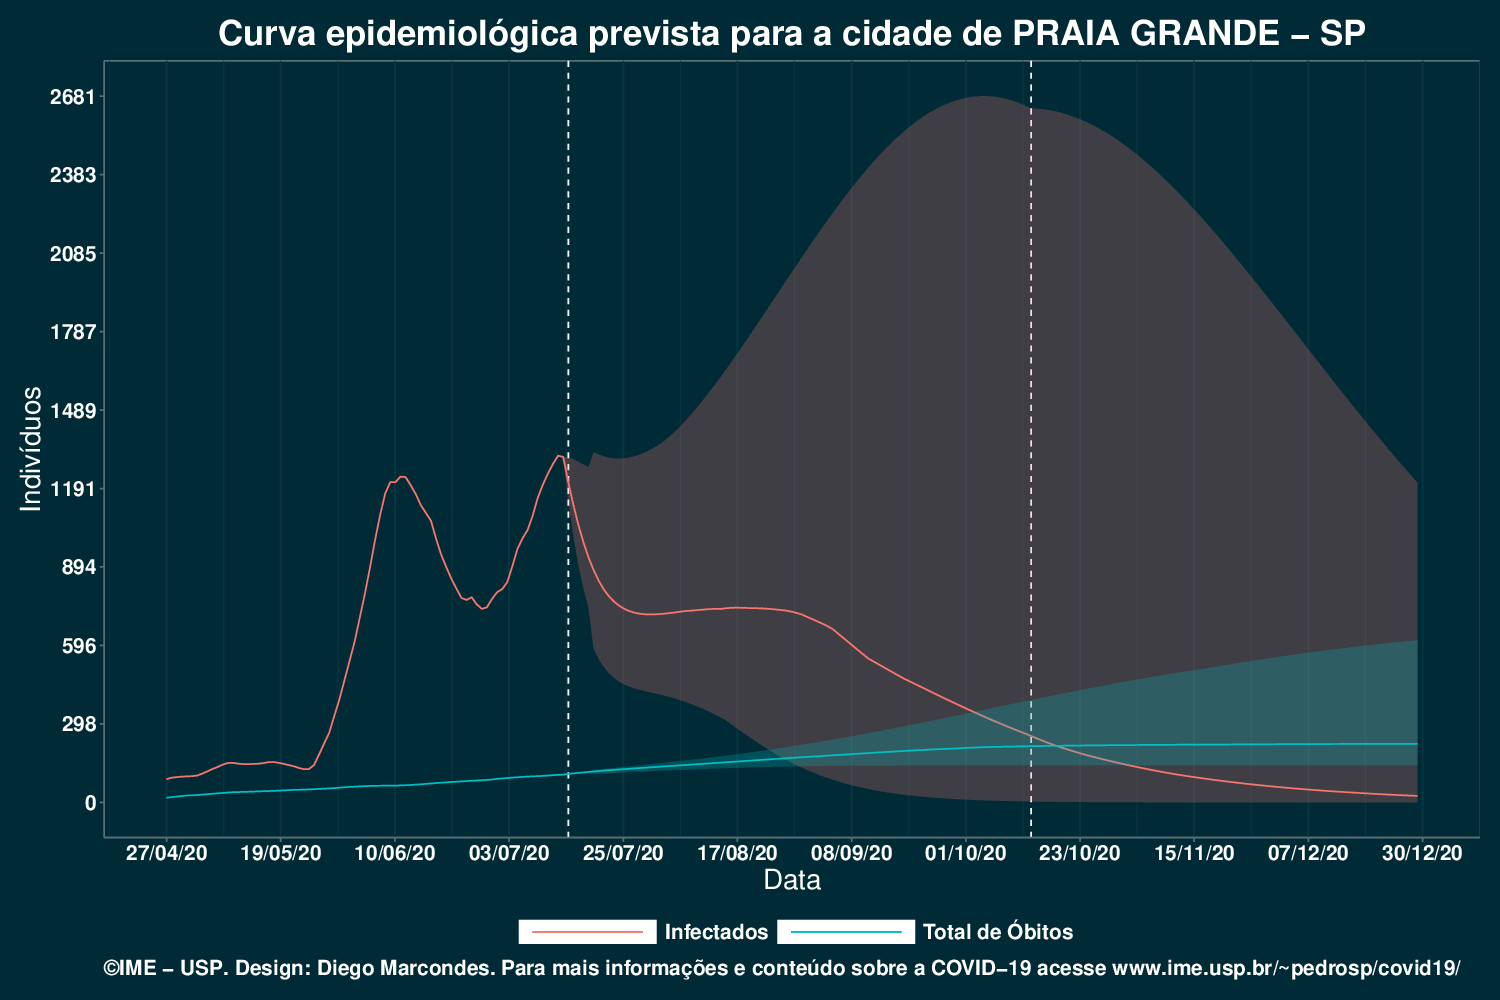 Curva epidemiológica prevista para a cidade de PRAIA GRANDE – SP
2681
2383
2085
1787
1489
1191
894
596
298
0
Indivíduos
27/04/20 19/05/20 10/06/20 03/07/20 25/07/20 17/08/20 08/09/20 01/10/20 23/10/20 15/11/20 07/12/20 30/12/20
Data
Infectados Total de Óbitos
©IME – USP. Design: Diego Marcondes. Para mais informações e conteúdo sobre a COVID–19 acesse www.ime.usp.br/~pedrosp/covid19/